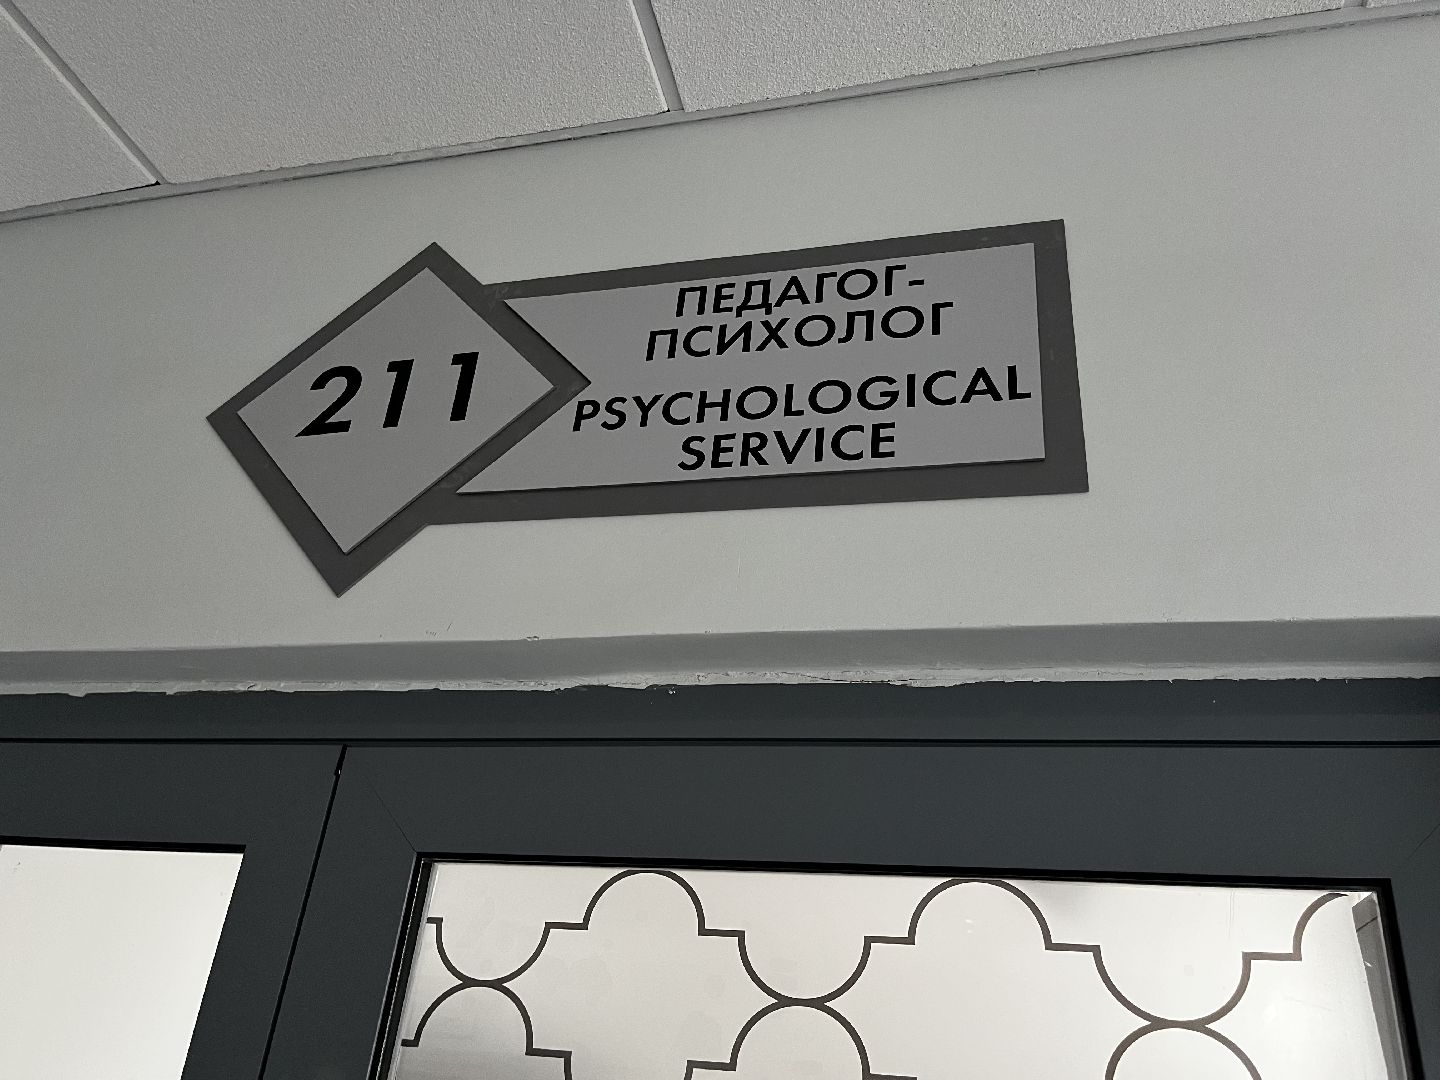 211
ПЕДАГОГ-
ПСИХОЛОГ
PSYCHOLOGICAL
SERVICE